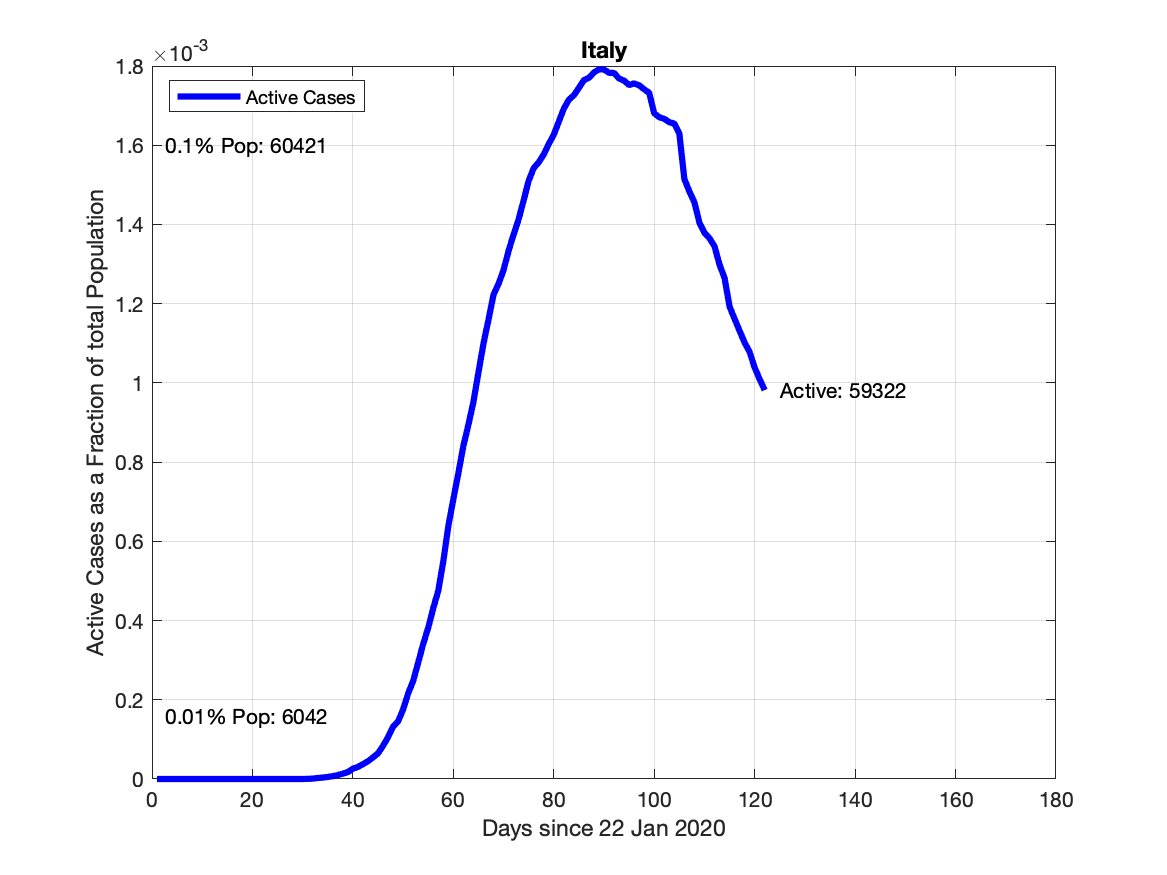 Italy
×10-3
1.8
Active Cases
0.1% Pop: 60421
1.6
1.4
1.2
1
Active: 59322
0.8
0.6
0.4
0.2
0.01% Pop: 6042
0
Active Cases as a Fraction of total Population
0 20 40 60 80 100 120 140 160 180
Days since 22 Jan 2020